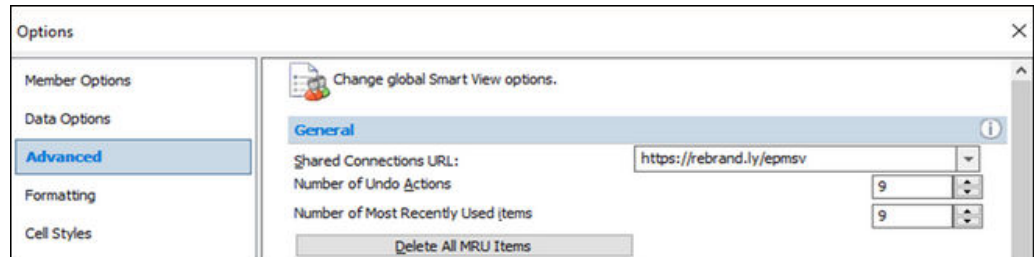 Options
Member Options
Data Options
Advanced
Formatting
Cell Styles
Change global Smart View options.
General
Shared Connections URL: https://rebrand.ly/epmsv
Number of Undo Actions 9
Number of Most Recently Used items 9
Delete All MRU Items